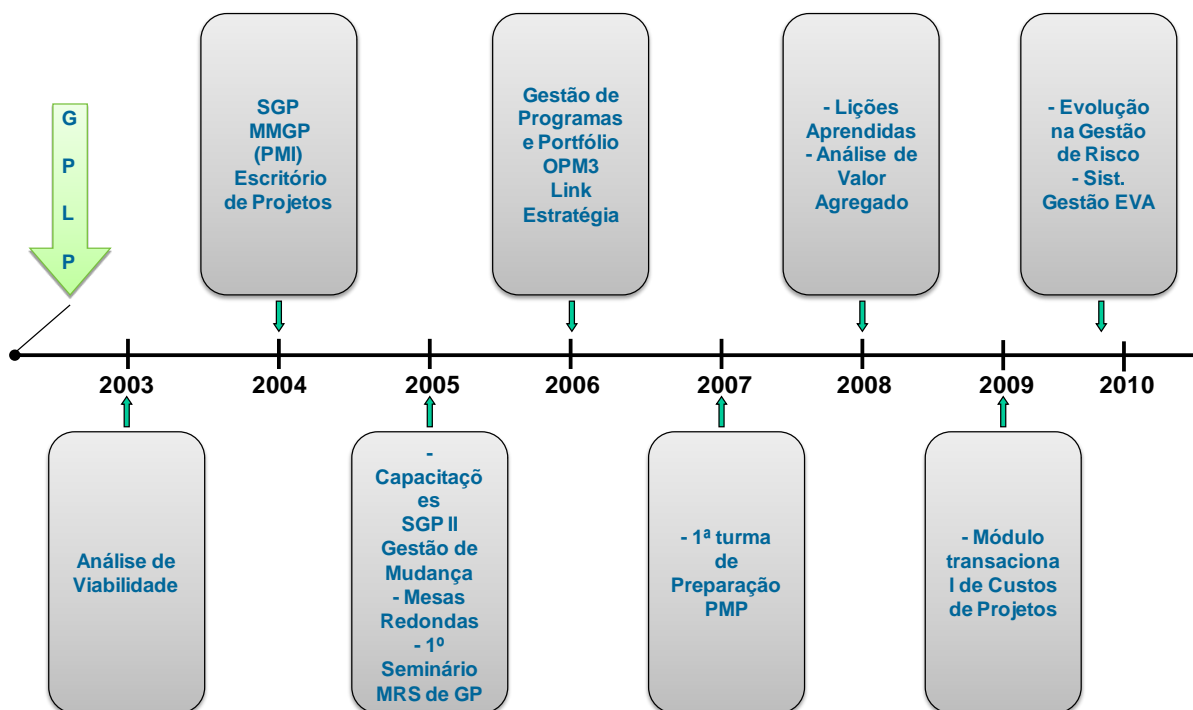 G
P
L
P
SGP
MMGP
(PMI)
Escritório
de Projetos
Gestão de
Programas
e Portfólio
OPM3
Link
Estratégia
- Lições
Aprendidas
- Análise de
Valor
Agregado
- Evolução
na Gestão
de Risco
- Sist.
Gestão EVA
2003
2004
2005
2006
2007
2008
2009
2010
Análise de
Viabilidade
-
Capacitaçõ
es
SGP II
Gestão de
Mudança
- Mesas
Redondas
- 1º
Seminário
MRS de GP
- 1ª turma
de
Preparação
PMP
- Módulo
transaciona
l de Custos
de Projetos